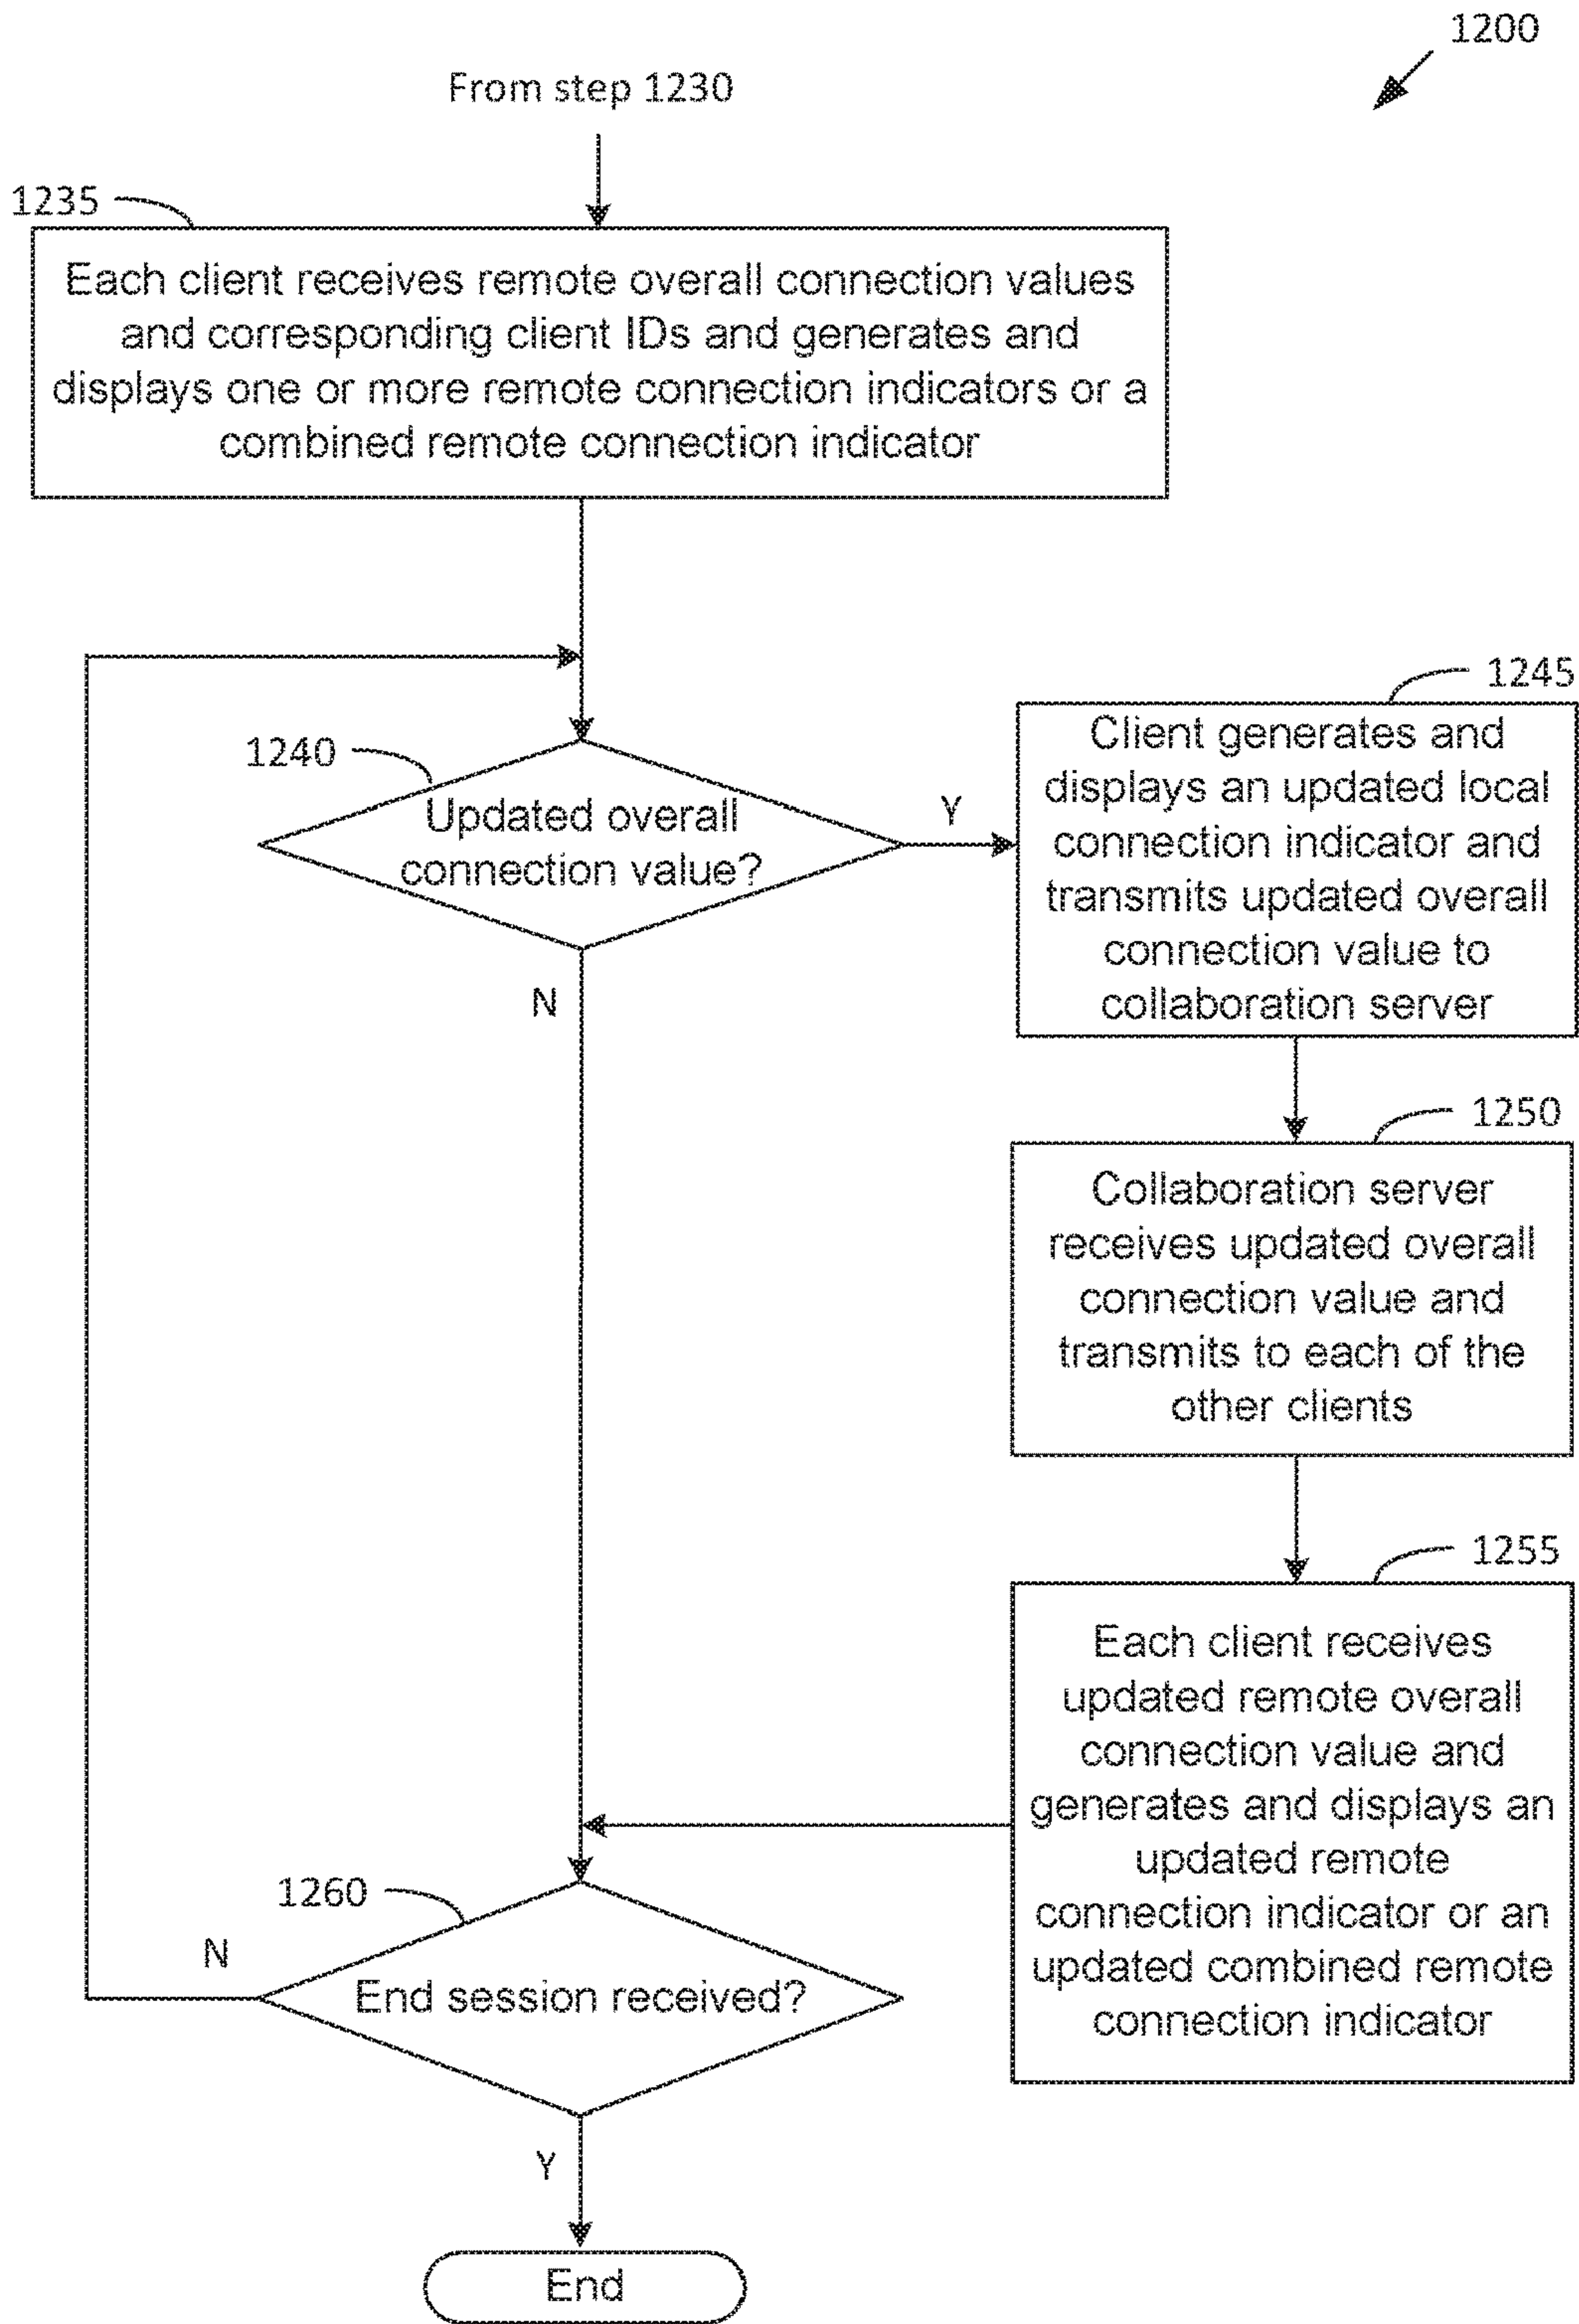 1200
From step 1230
1235
Each client receives remote overall connection values
and corresponding client IDs and generates and
displays one or more remote connection indicators or a
combined remote connection indicator
1240
Updated overall
connection value?
Y
N
1245
Client generates and
displays an updated local
connection indicator and
transmits updated overall
connection value to
collaboration server
1250
Collaboration server
receives updated overall
connection value and
transmits to each of the
other clients
1255
Each client receives
updated remote overall
connection value and
generates and displays an
updated remote
connection indicator or an
updated combined remote
connection indicator
1260
N
End session received?
Y
End